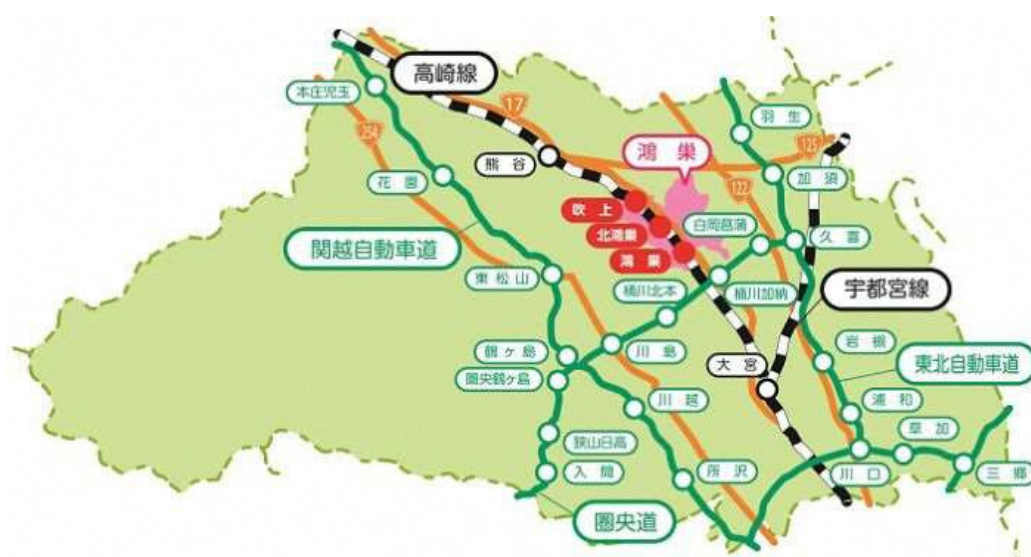 高崎線
本庄児玉
17
羽生
254
熊谷
鴻巣
125
花園
加須
122
吹上
白岡菖蒲
北鴻巣
久喜
関越自動車道
鴻巣
東松山
桶川北本
桶川加納
宇都宮線
鶴ヶ島
川島
岩槻
大宮
東北自動車道
圏央鶴ヶ島
川越
浦和
草加
狭山日高
入間
所沢
川口
三郷
圏央道